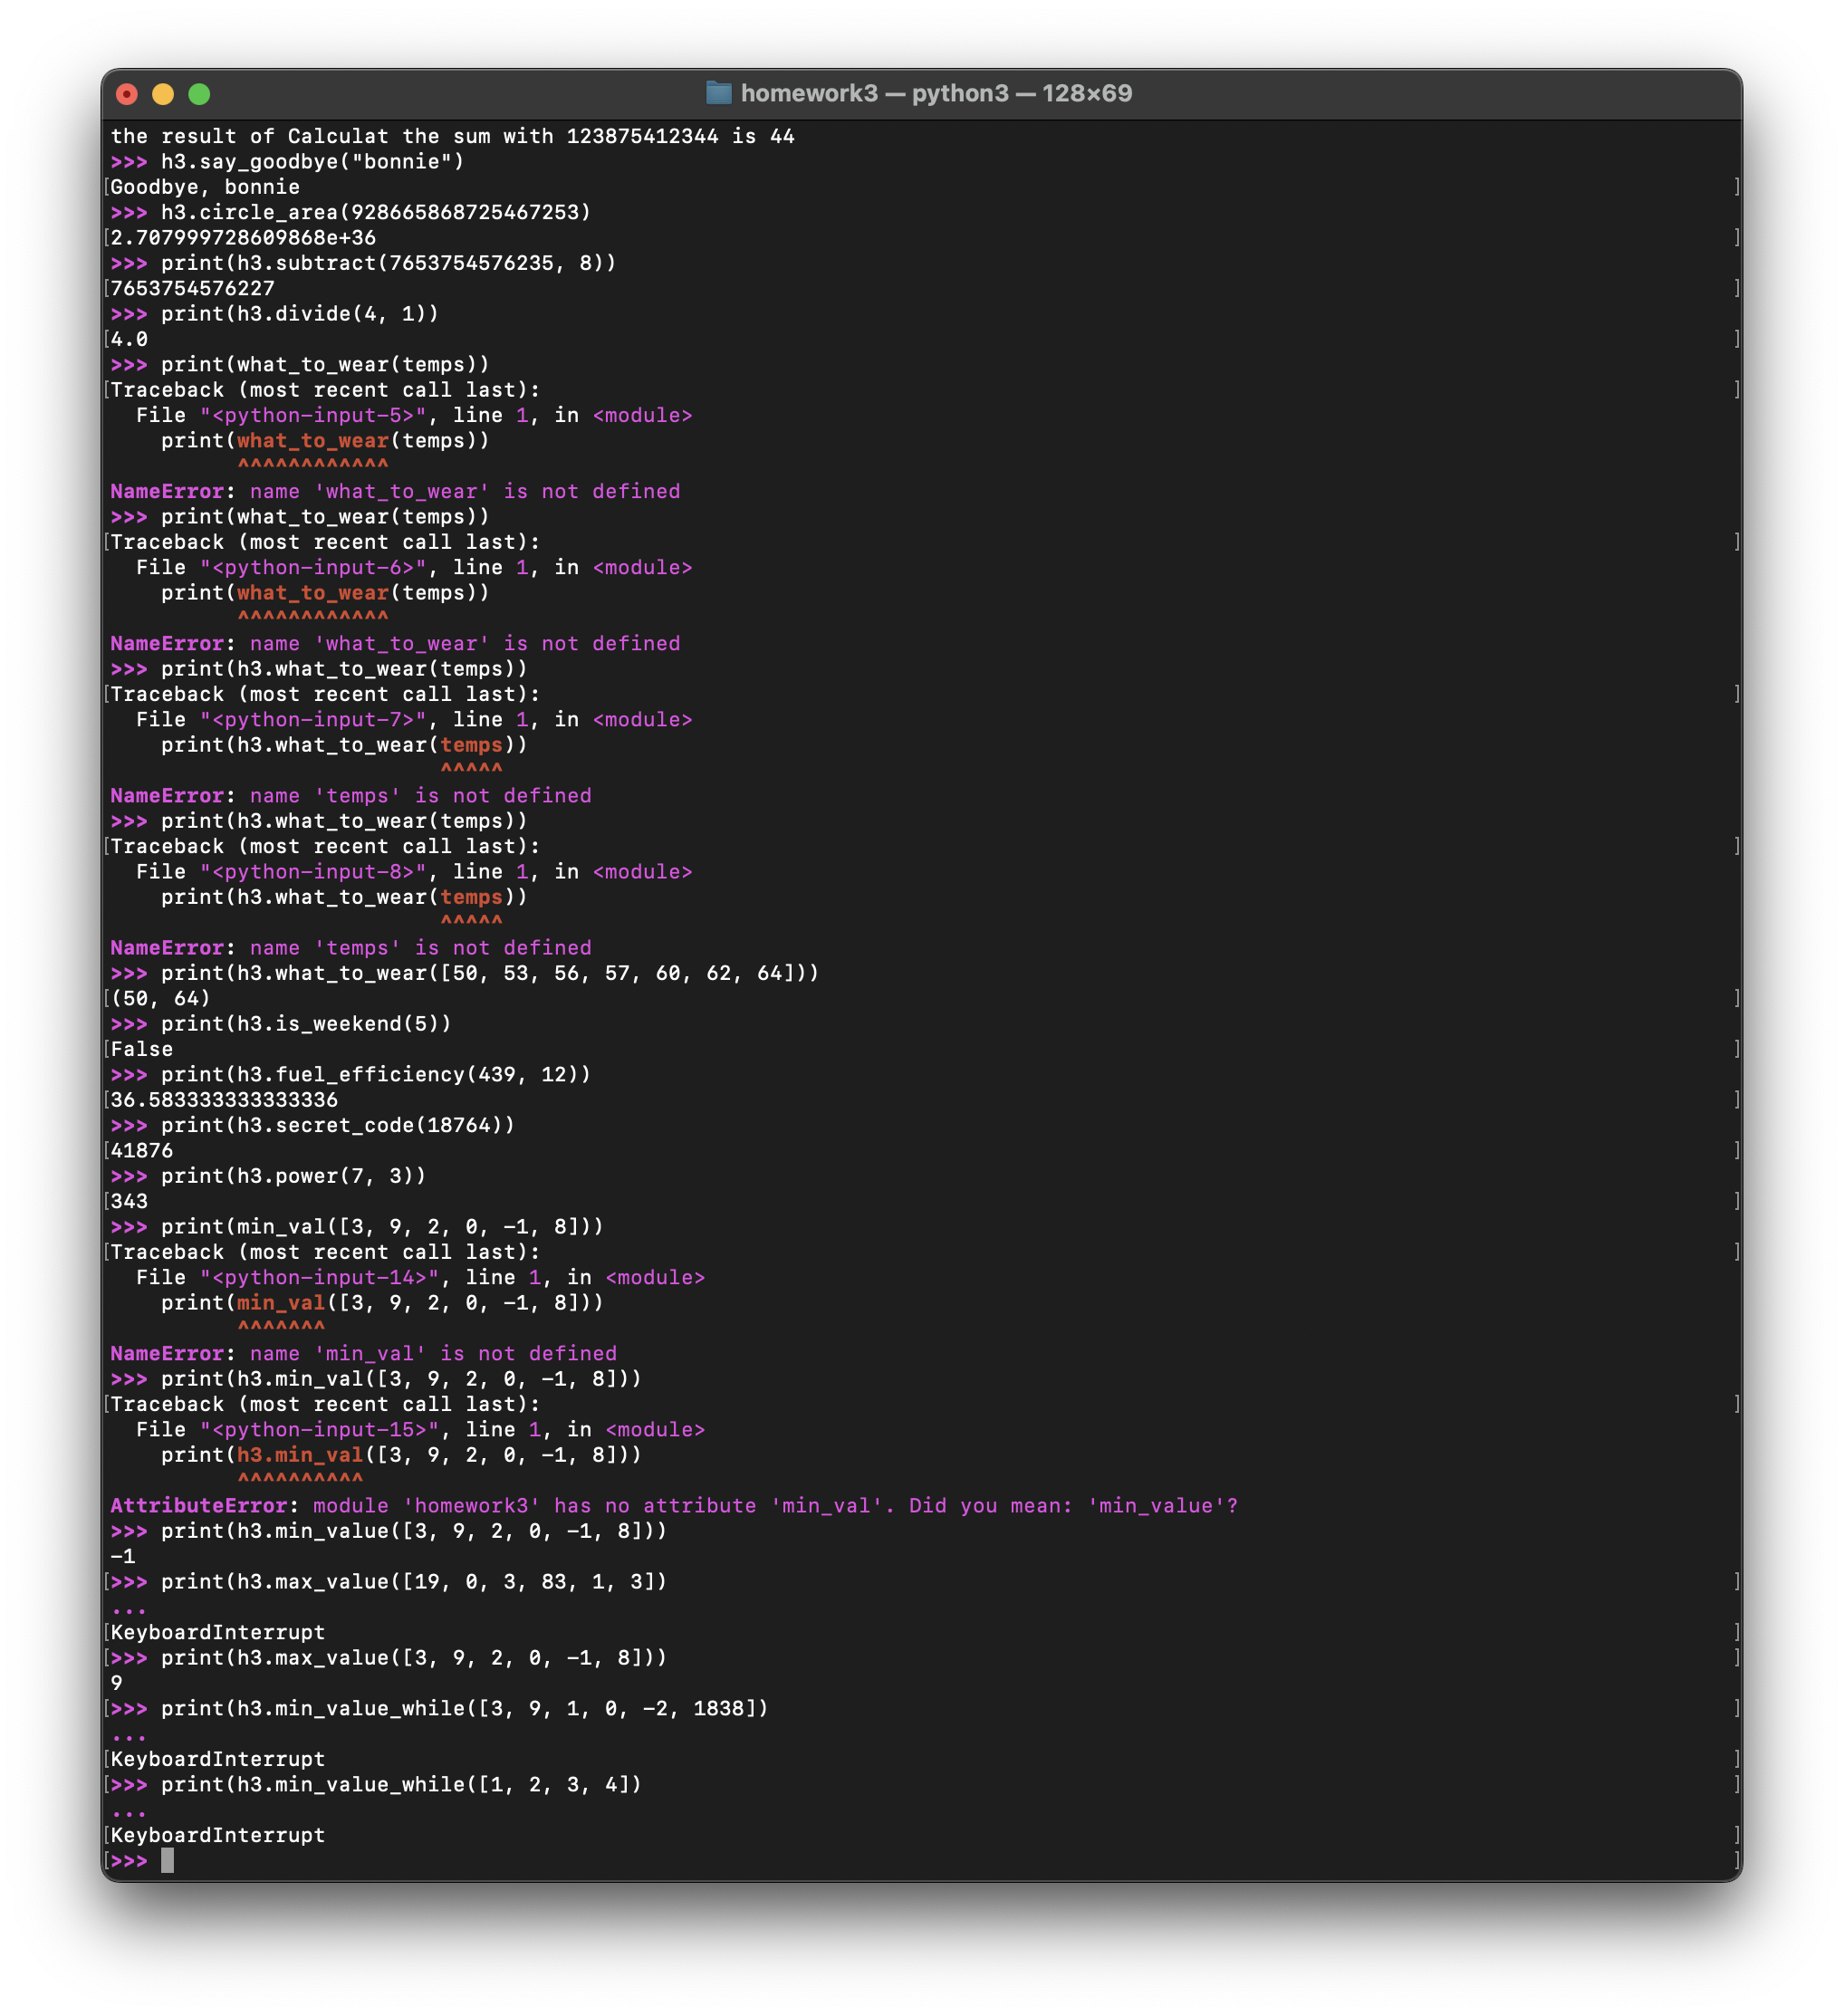 homework3 — python3 — 128×69
the result of Calculat the sum with 123875412344 is 44
>>> h3.say_goodbye("bonnie")
[Goodbye, bonnie ]
>>> h3.circle_area(928665868725467253)
[2.707999728609868e+36 ]
>>> print(h3.subtract(7653754576235, 8))
[7653754576227 ]
>>> print(h3.divide(4, 1))
[4.0 ]
>>> print(what_to_wear(temps))
[Traceback (most recent call last): ]
  File "<python-input-5>", line 1, in <module>
    print(what_to_wear(temps))
          ^^^^^^^^^^^^
NameError: name 'what_to_wear' is not defined
>>> print(what_to_wear(temps))
[Traceback (most recent call last): ]
  File "<python-input-6>", line 1, in <module>
    print(what_to_wear(temps))
          ^^^^^^^^^^^^
NameError: name 'what_to_wear' is not defined
>>> print(h3.what_to_wear(temps))
[Traceback (most recent call last): ]
  File "<python-input-7>", line 1, in <module>
    print(h3.what_to_wear(temps))
                          ^^^^^
NameError: name 'temps' is not defined
>>> print(h3.what_to_wear(temps))
[Traceback (most recent call last): ]
  File "<python-input-8>", line 1, in <module>
    print(h3.what_to_wear(temps))
                          ^^^^^
NameError: name 'temps' is not defined
>>> print(h3.what_to_wear([50, 53, 56, 57, 60, 62, 64]))
[(50, 64) ]
>>> print(h3.is_weekend(5))
[False ]
>>> print(h3.fuel_efficiency(439, 12))
[36.583333333333336 ]
>>> print(h3.secret_code(18764))
[41876 ]
>>> print(h3.power(7, 3))
[343 ]
>>> print(min_val([3, 9, 2, 0, -1, 8]))
[Traceback (most recent call last): ]
  File "<python-input-14>", line 1, in <module>
    print(min_val([3, 9, 2, 0, -1, 8]))
          ^^^^^^^
NameError: name 'min_val' is not defined
>>> print(h3.min_val([3, 9, 2, 0, -1, 8]))
[Traceback (most recent call last): ]
  File "<python-input-15>", line 1, in <module>
    print(h3.min_val([3, 9, 2, 0, -1, 8]))
          ^^^^^^^^^^
AttributeError: module 'homework3' has no attribute 'min_val'. Did you mean: 'min_value'?
>>> print(h3.min_value([3, 9, 2, 0, -1, 8]))
-1
[>>> print(h3.max_value([19, 0, 3, 83, 1, 3]) ]
...
[KeyboardInterrupt ]
[>>> print(h3.max_value([3, 9, 2, 0, -1, 8])) ]
9
[>>> print(h3.min_value_while([3, 9, 1, 0, -2, 1838]) ]
...
[KeyboardInterrupt ]
[>>> print(h3.min_value_while([1, 2, 3, 4]) ]
...
[KeyboardInterrupt ]
[>>> ]